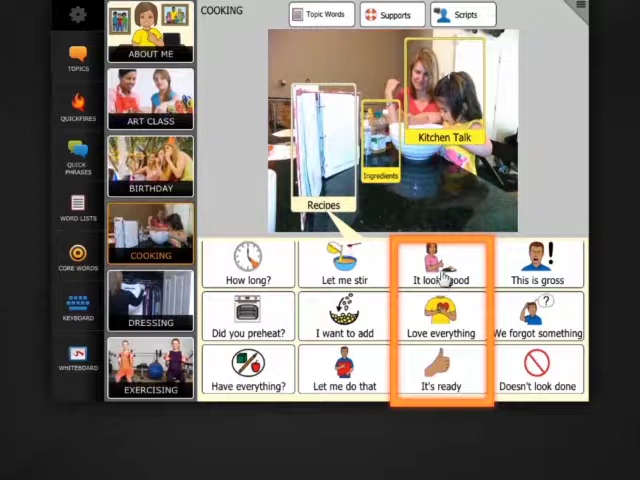 COOKING
Topic Words
Supports
Scripts
TOPICS
QUICKFIRES
QUICK
PHRASES
WORD LISTS
CORE WORDS
KEYBOARD
WHITEBOARD
ABOUT ME
ART CLASS
BIRTHDAY
COOKING
DRESSING
EXERCISING
Kitchen Talk
Ingredients
Recipes
How long?
Let me stir
It looks good
This is gross
Did you preheat?
I want to add
Love everything
We forgot something
Have everything?
Let me do that
It's ready
Doesn't look done